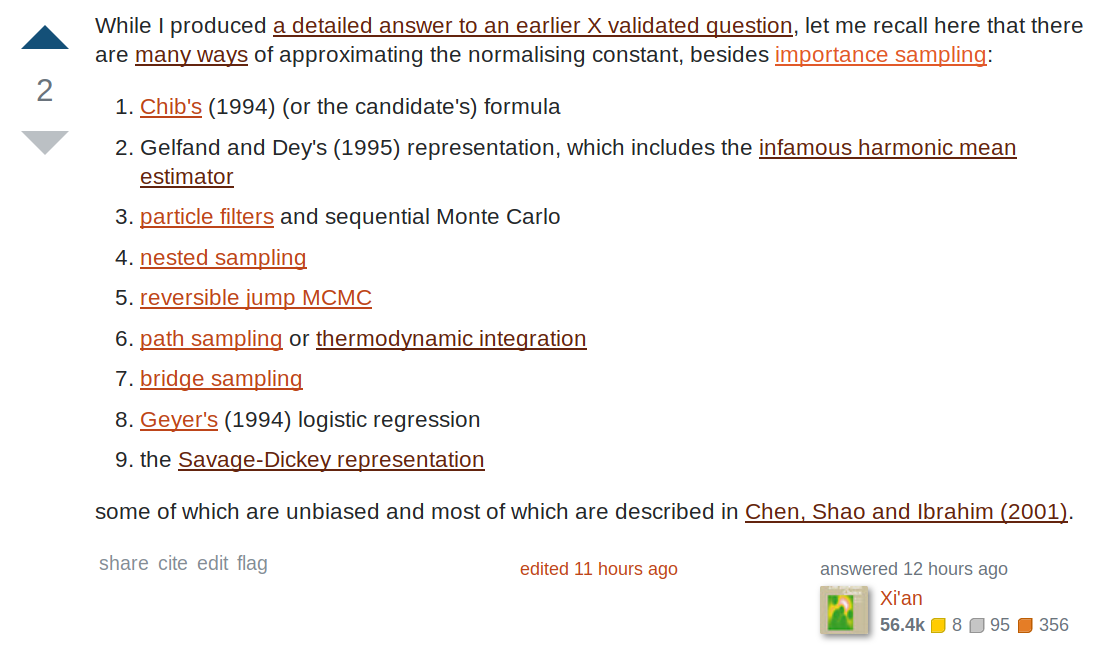 While I produced a detailed answer to an earlier X validated question, let me recall here that there
are many ways of approximating the normalising constant, besides importance sampling:
2
1. Chib's (1994) (or the candidate's) formula
2. Gelfand and Dey's (1995) representation, which includes the infamous harmonic mean
estimator
3. particle filters and sequential Monte Carlo
4. nested sampling
5. reversible jump MCMC
6. path sampling or thermodynamic integration
7. bridge sampling
8. Geyer's (1994) logistic regression
9. the Savage-Dickey representation
some of which are unbiased and most of which are described in Chen, Shao and Ibrahim (2001).
share cite edit flag
edited 11 hours ago
answered 12 hours ago
Xi'an
56.4k 8 95 356